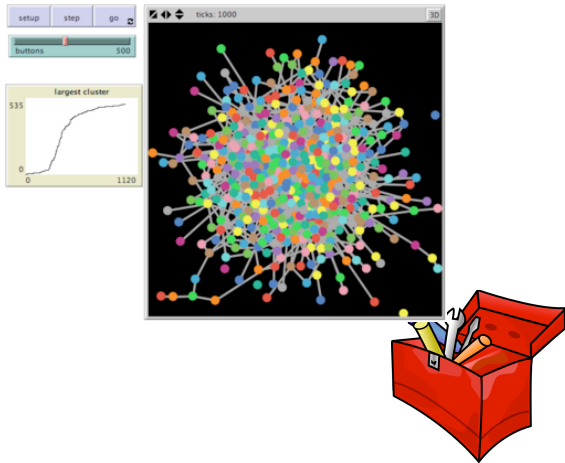 setup step go
buttons 500
ticks: 1000 3D
largest cluster
535
0
0 1120